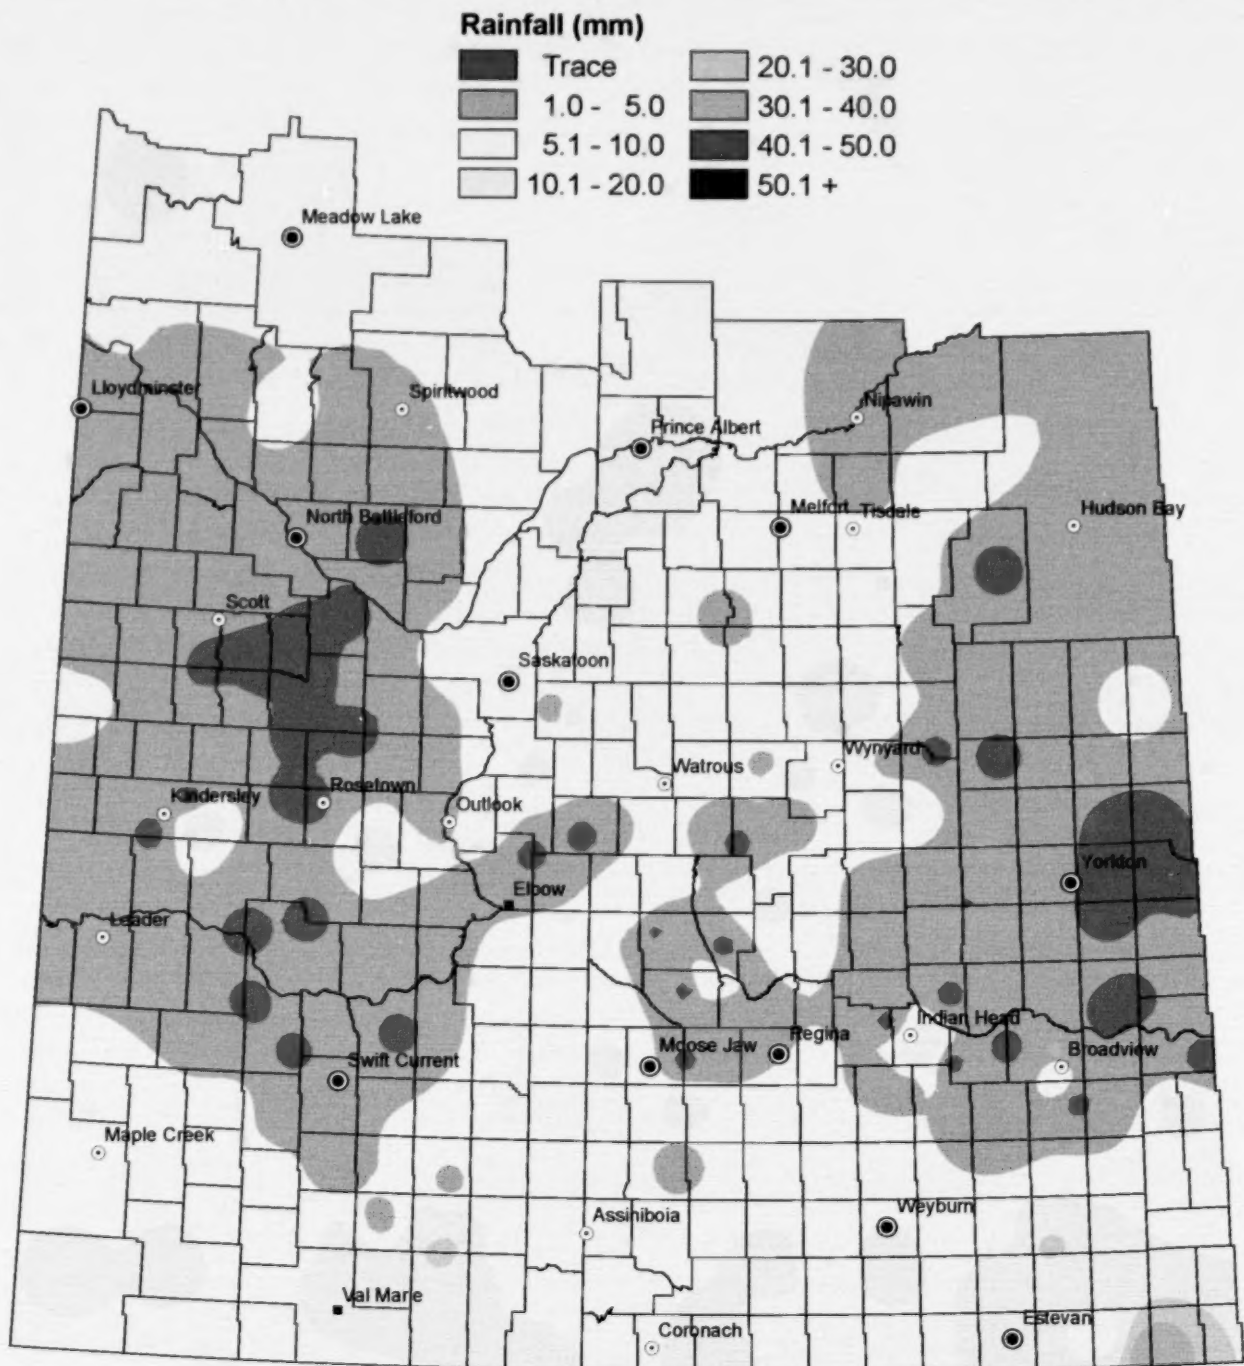 Rainfall (mm)
Trace
1.0 - 5.0
5.1 - 10.0
10.1 - 20.0
20.1 - 30.0
30.1 - 40.0
40.1 - 50.0
50.1 +
Meadow Lake
Lloydminster
Spiritwood
Nipawin
Prince Albert
North Battleford
Melfort
Tisdale
Hudson Bay
Scott
Saskatoon
Watrous
Wynyard
Kindersley
Rosetown
Outlook
Elbow
Yorkton
Leader
Indian Head
Regina
Moose Jaw
Broadview
Swift Current
Maple Creek
Assiniboia
Weyburn
Val Marie
Estevan
Coronach